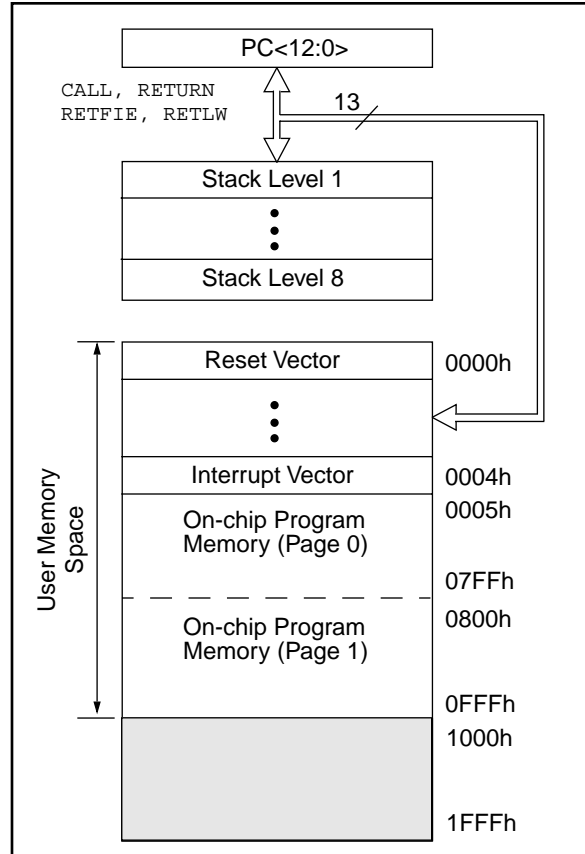 PC<12:0>
CALL, RETURN
RETFIE, RETLW
13
Stack Level 1
Stack Level 8
Reset Vector
0000h
Interrupt Vector
0004h
0005h
On-chip Program
Memory (Page 0)
07FFh
0800h
On-chip Program
Memory (Page 1)
0FFFh
1000h
1FFFh
User Memory
Space